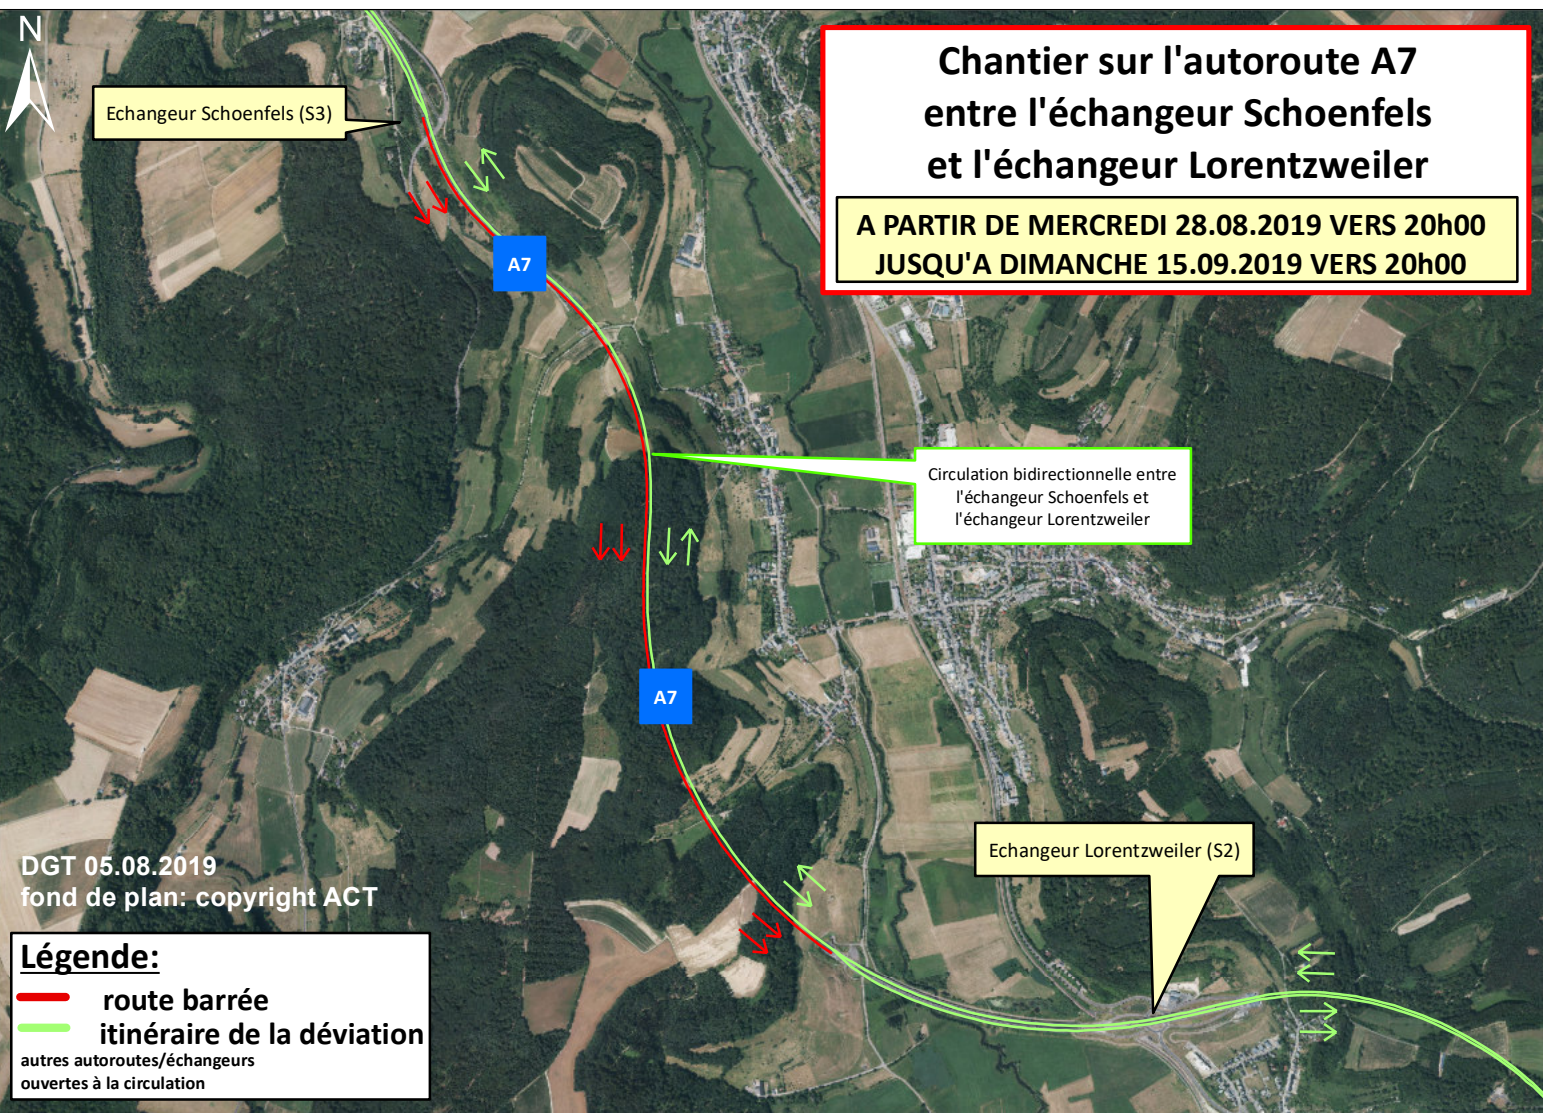 N
Chantier sur l'autoroute A7
entre l'échangeur Schoenfels
et l'échangeur Lorentzweiler
A PARTIR DE MERCREDI 28.08.2019 VERS 20h00
JUSQU'A DIMANCHE 15.09.2019 VERS 20h00
Echangeur Schoenfels (S3)
A7
Circulation bidirectionnelle entre
l'échangeur Schoenfels et
l'échangeur Lorentzweiler
A7
Echangeur Lorentzweiler (S2)
DGT 05.08.2019
fond de plan: copyright ACT
Légende:
route barrée
itinéraire de la déviation
autres autoroutes/échangeurs
ouvertes à la circulation